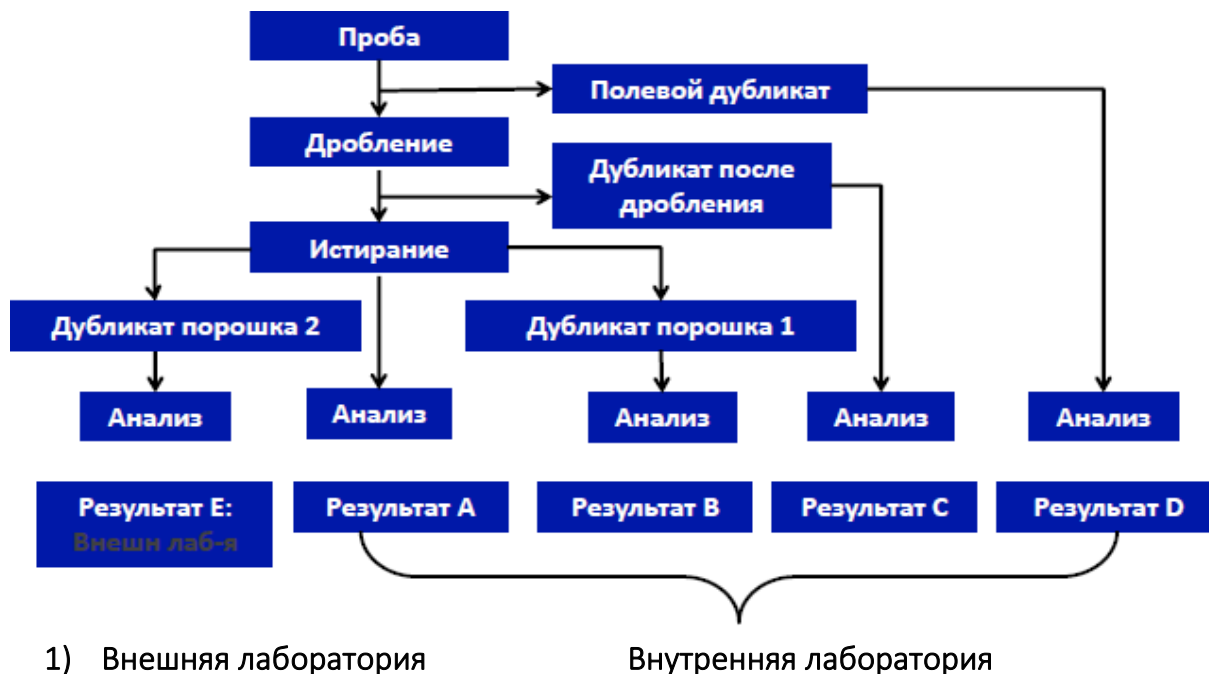 Проба
Полевой дубликат
Дробление
Дубликат после
дробления
Истирание
Дубликат порошка 2
Дубликат порошка 1
Анализ
Анализ
Анализ
Анализ
Анализ
Результат E:
Внешн лаб-я
Результат A
Результат B
Результат C
Результат D
1) Внешняя лаборатория
Внутренняя лаборатория